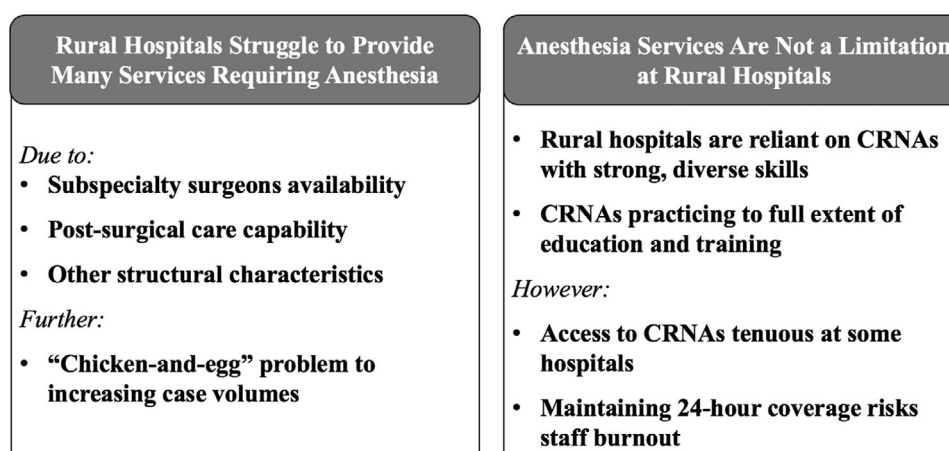 Rural Hospitals Struggle to Provide
Many Services Requiring Anesthesia
Due to:
• Subspecialty surgeons availability
• Post-surgical care capability
• Other structural characteristics
Further:
• “Chicken-and-egg” problem to
increasing case volumes
Anesthesia Services Are Not a Limitation
at Rural Hospitals
• Rural hospitals are reliant on CRNAs
with strong, diverse skills
• CRNAs practicing to full extent of
education and training
However:
• Access to CRNAs tenuous at some
hospitals
• Maintaining 24-hour coverage risks
staff burnout